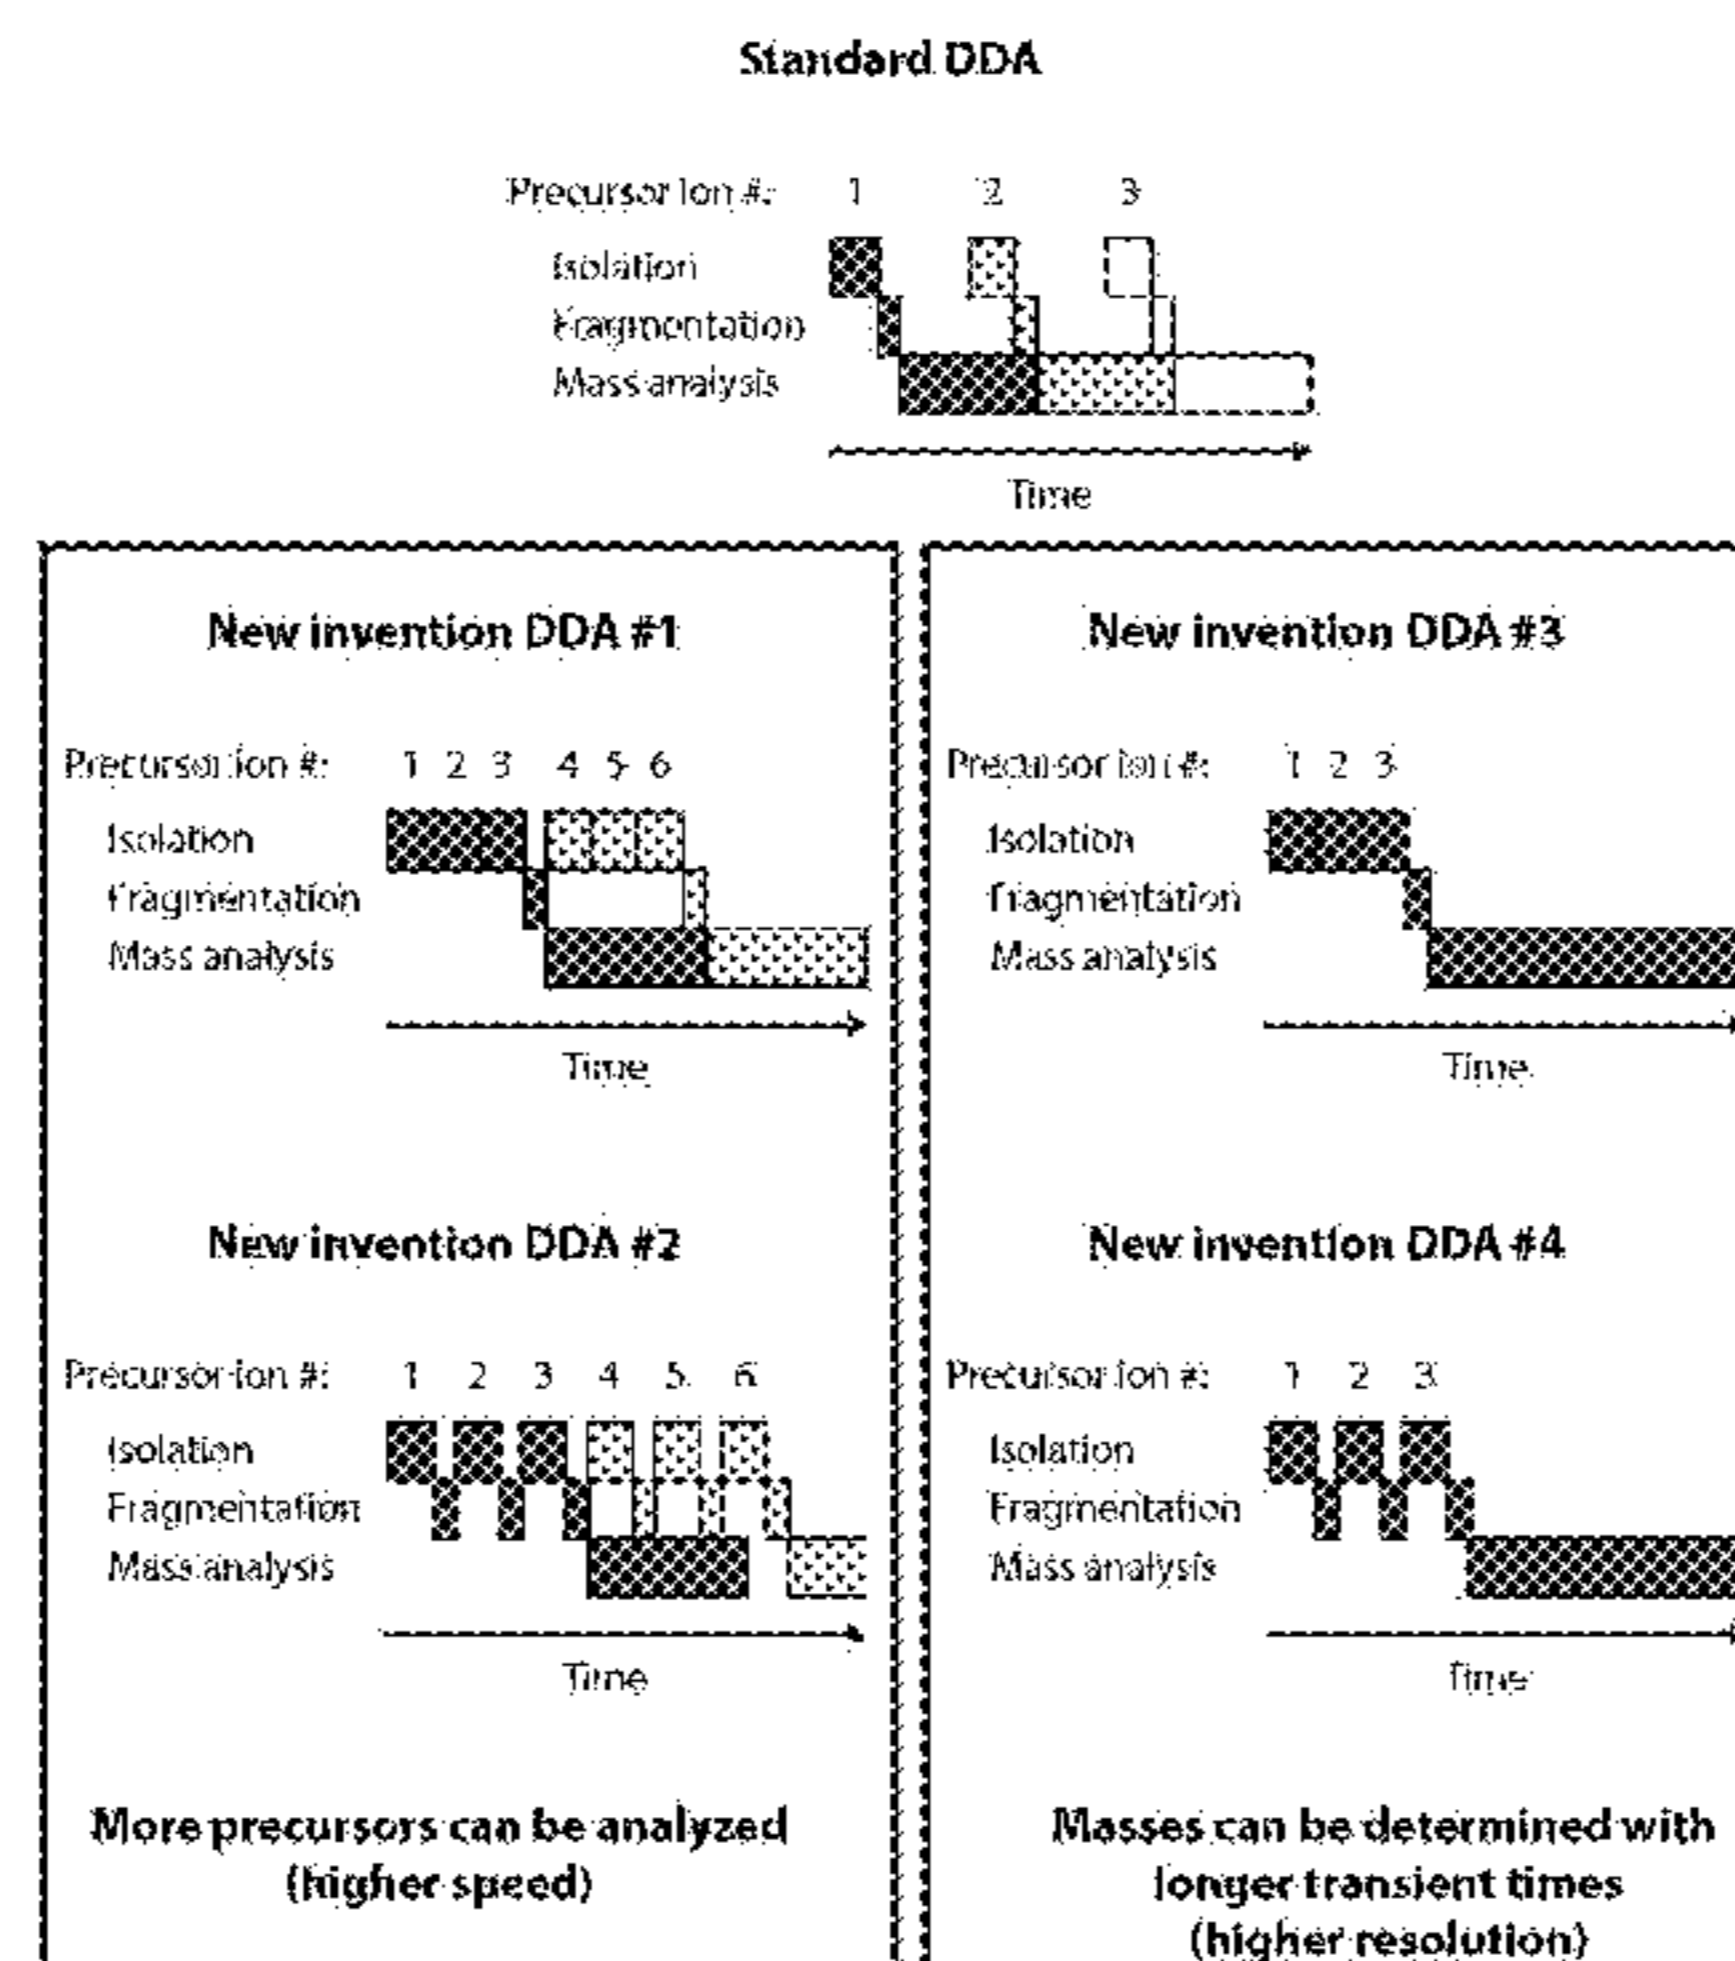 Standard DDA
Precursor Ion #: 1 2 3
Isolation
Fragmentation
Mass analysis
Time
New invention DDA #1
Precursor ion #: 1 2 3 4 5 6
Isolation
Fragmentation
Mass analysis
Time
New invention DDA #2
Precursor ion #: 1 2 3 4 5 6
Isolation
Fragmentation
Mass analysis
Time
More precursors can be analyzed
(higher speed)
New invention DDA #3
Precursor ion #: 1 2 3
Isolation
Fragmentation
Mass analysis
Time
New invention DDA #4
Precursor ion #: 1 2 3
Isolation
Fragmentation
Mass analysis
Time
Masses can be determined with
longer transient times
(higher resolution)